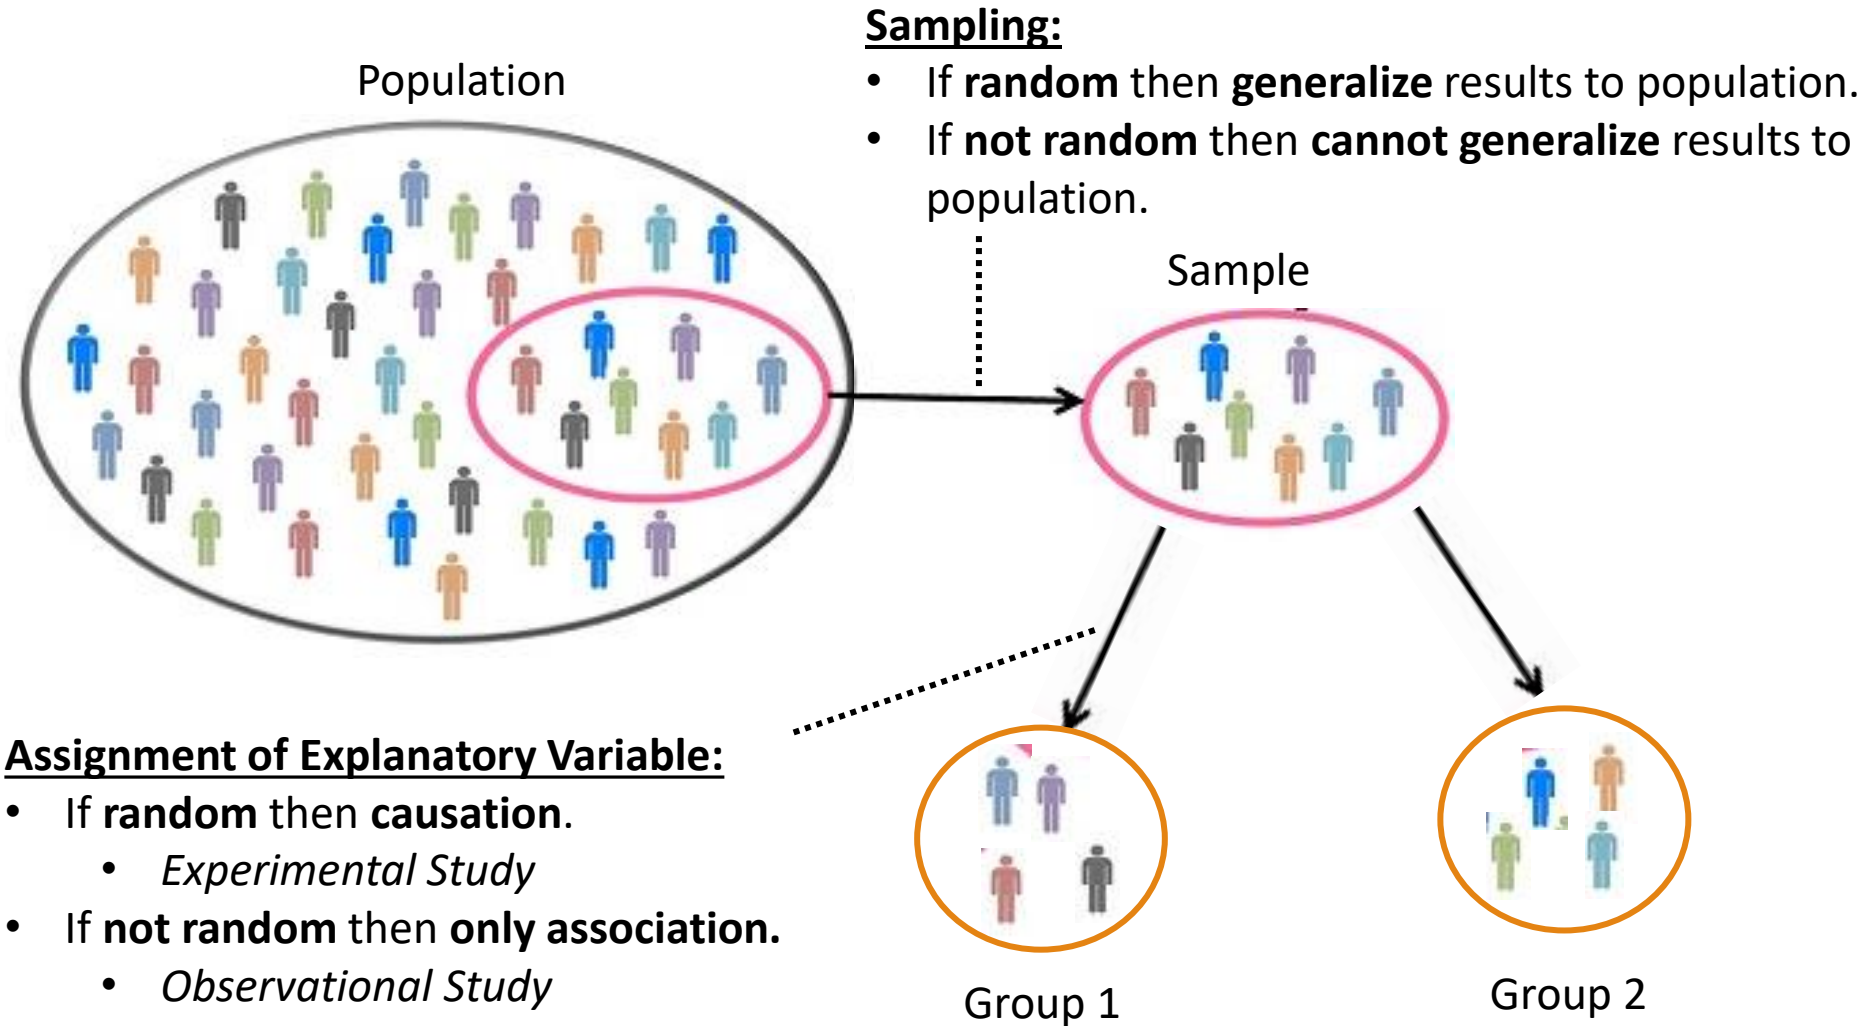 Sampling:
• If random then generalize results to population.
• If not random then cannot generalize results to
population.
Population
Sample
Assignment of Explanatory Variable:
• If random then causation.
• Experimental Study
• If not random then only association.
• Observational Study
Group 1
Group 2